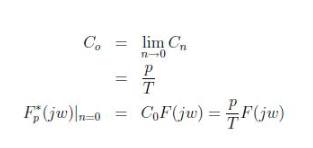 C_o = lim_{n→0} C_n
= p/T
F_p^*(jw)|_{n=0} = C_0F(jw) = p/T F(jw)